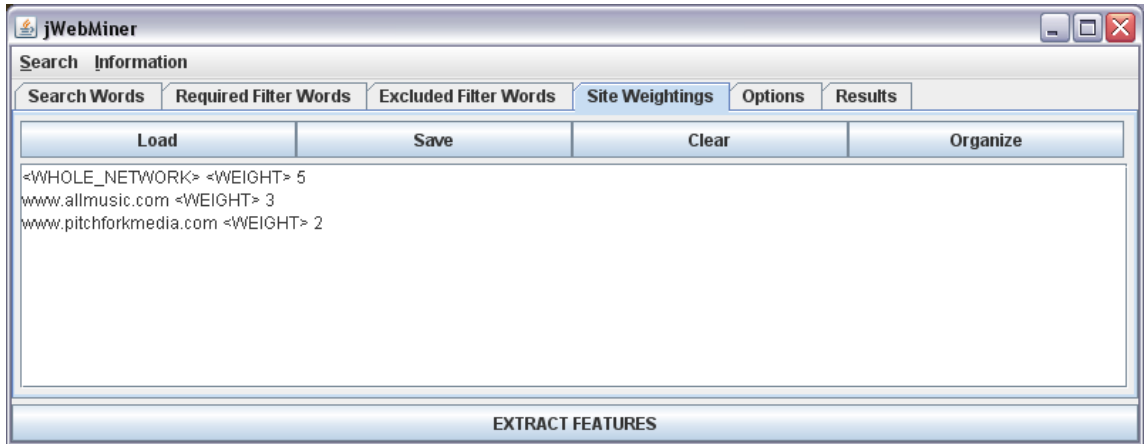 jWebMiner
Search Information
Search Words Required Filter Words Excluded Filter Words Site Weightings Options Results
Load Save Clear Organize
<WHOLE_NETWORK> <WEIGHT> 5
www.allmusic.com <WEIGHT> 3
www.pitchforkmedia.com <WEIGHT> 2
EXTRACT FEATURES